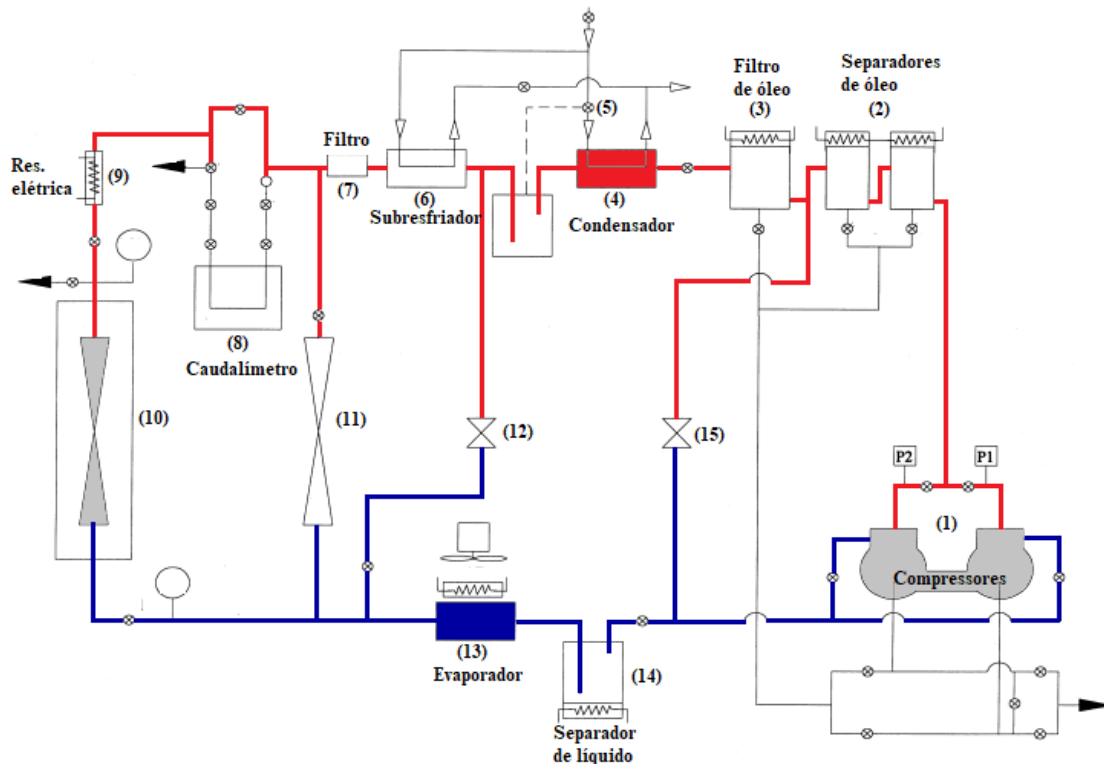 Filtro
de óleo
(3)
Separadores
de óleo
(2)
(5)
Filtro
(7)
(6)
Subresfriador
(4)
Condensador
Res.
elétrica
(9)
(8)
Caudalímetro
(10)
(11)
(12)
(15)
P2
P1
(1)
Compressores
(13)
Evaporador
(14)
Separador
de líquido